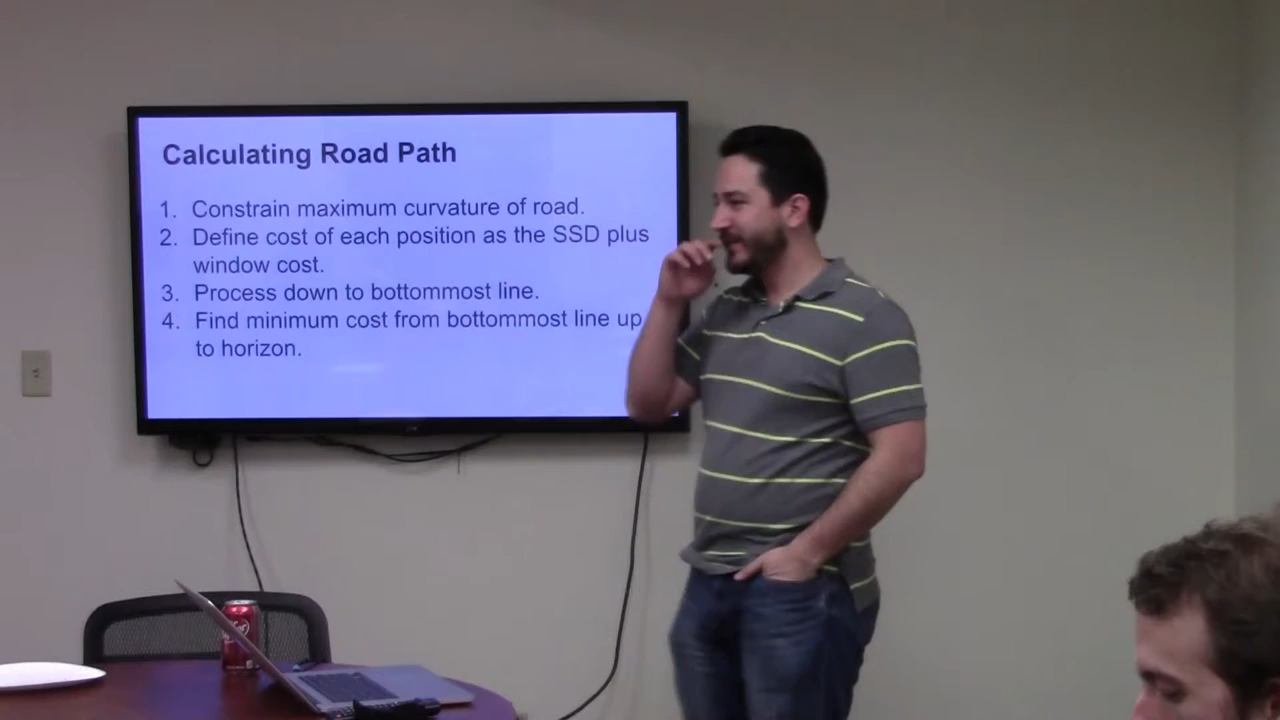 Calculating Road Path
1. Constrain maximum curvature of road.
2. Define cost of each position as the SSD plus
window cost.
3. Process down to bottommost line.
4. Find minimum cost from bottommost line up
to horizon.